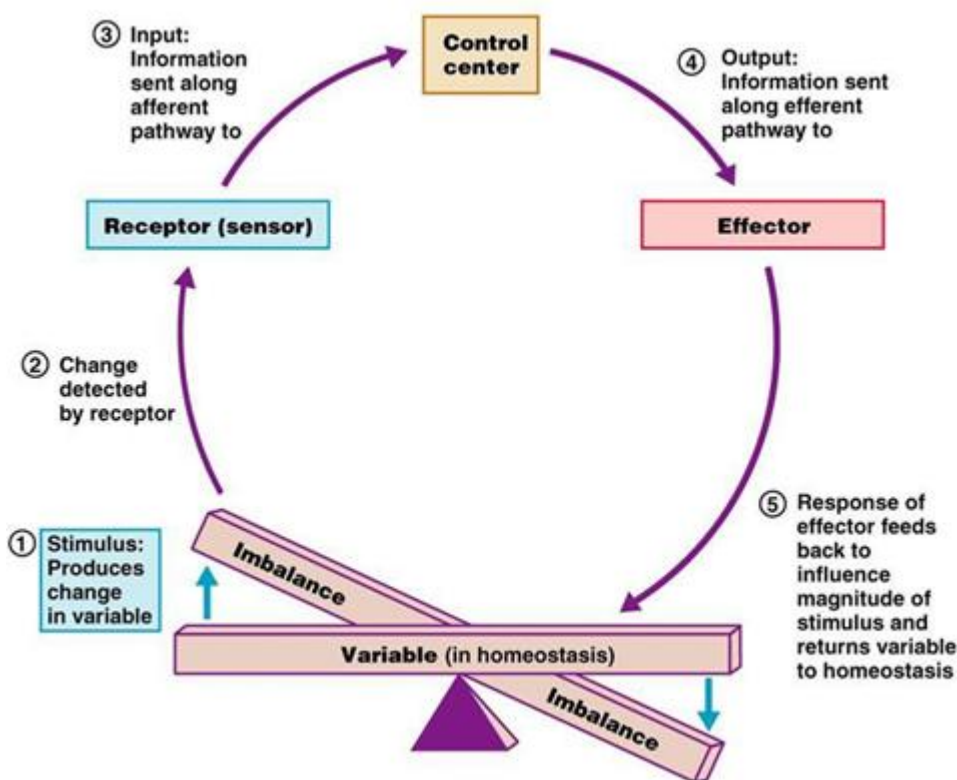 ③ Input:
Information
sent along
afferent
pathway to
Control
center
④ Output:
Information sent
along efferent
pathway to
Receptor (sensor)
Effector
② Change
detected
by receptor
① Stimulus:
Produces
change
in variable
Imbalance
Variable (in homeostasis)
Imbalance
⑤ Response of
effector feeds
back to
influence
magnitude of
stimulus and
returns variable
to homeostasis